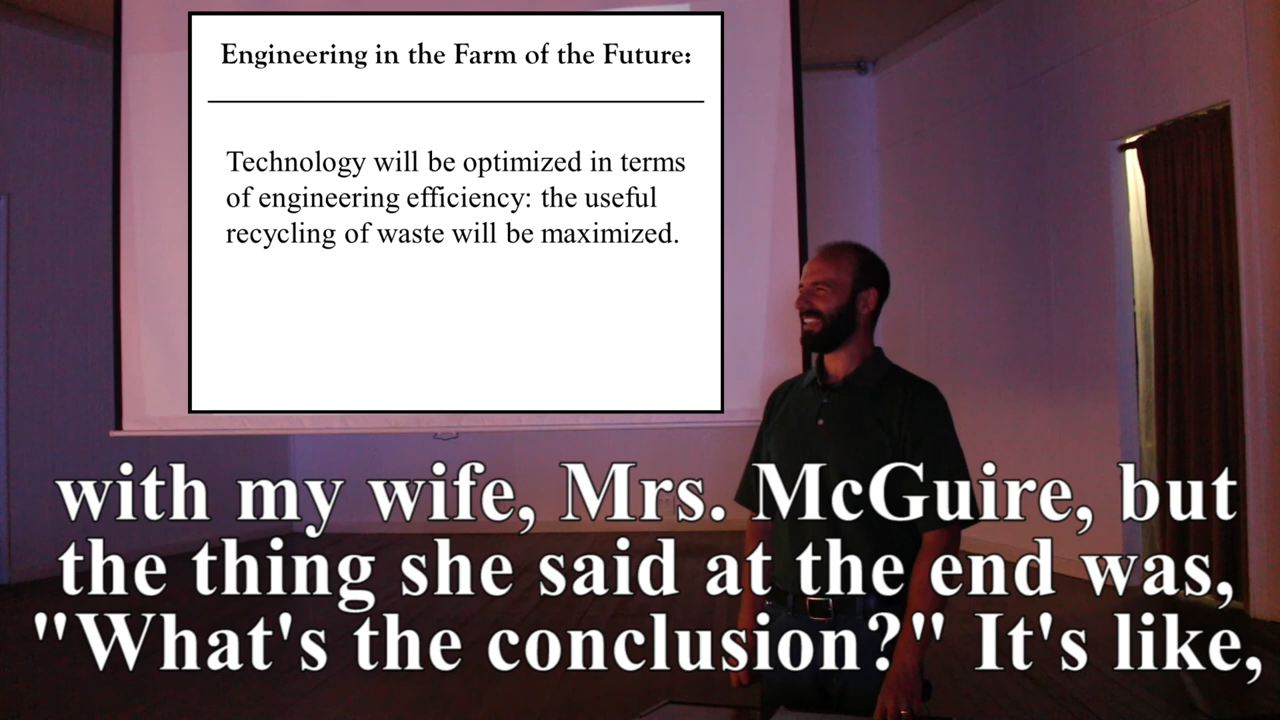 Engineering in the Farm of the Future:
Technology will be optimized in terms
of engineering efficiency: the useful
recycling of waste will be maximized.
with my wife, Mrs. McGuire, but
the thing she said at the end was,
"What's the conclusion?" It's like,